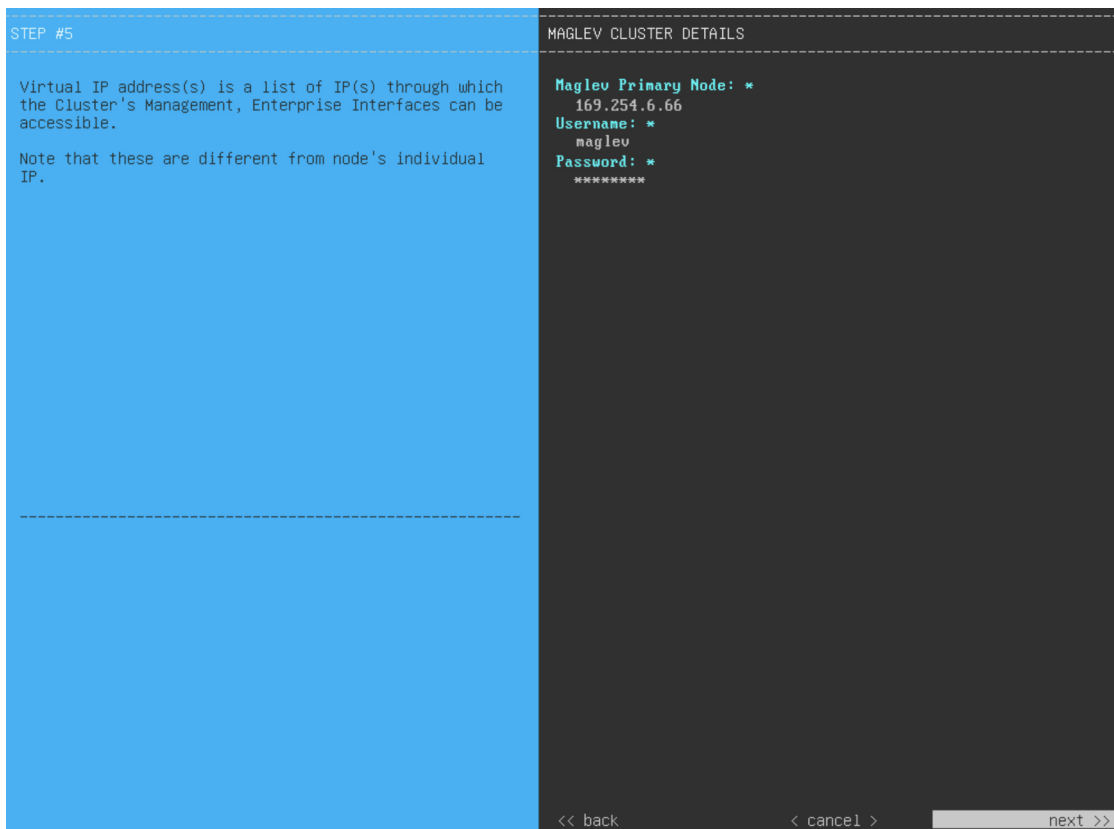 STEP #5
Virtual IP address(s) is a list of IP(s) through which
the Cluster's Management, Enterprise Interfaces can be
accessible.
Note that these are different from node's individual
IP.
MAGLEV CLUSTER DETAILS
Maglev Primary Node: *
169.254.6.66
Username: *
maglev
Password: *
********
<< back
< cancel >
next >>